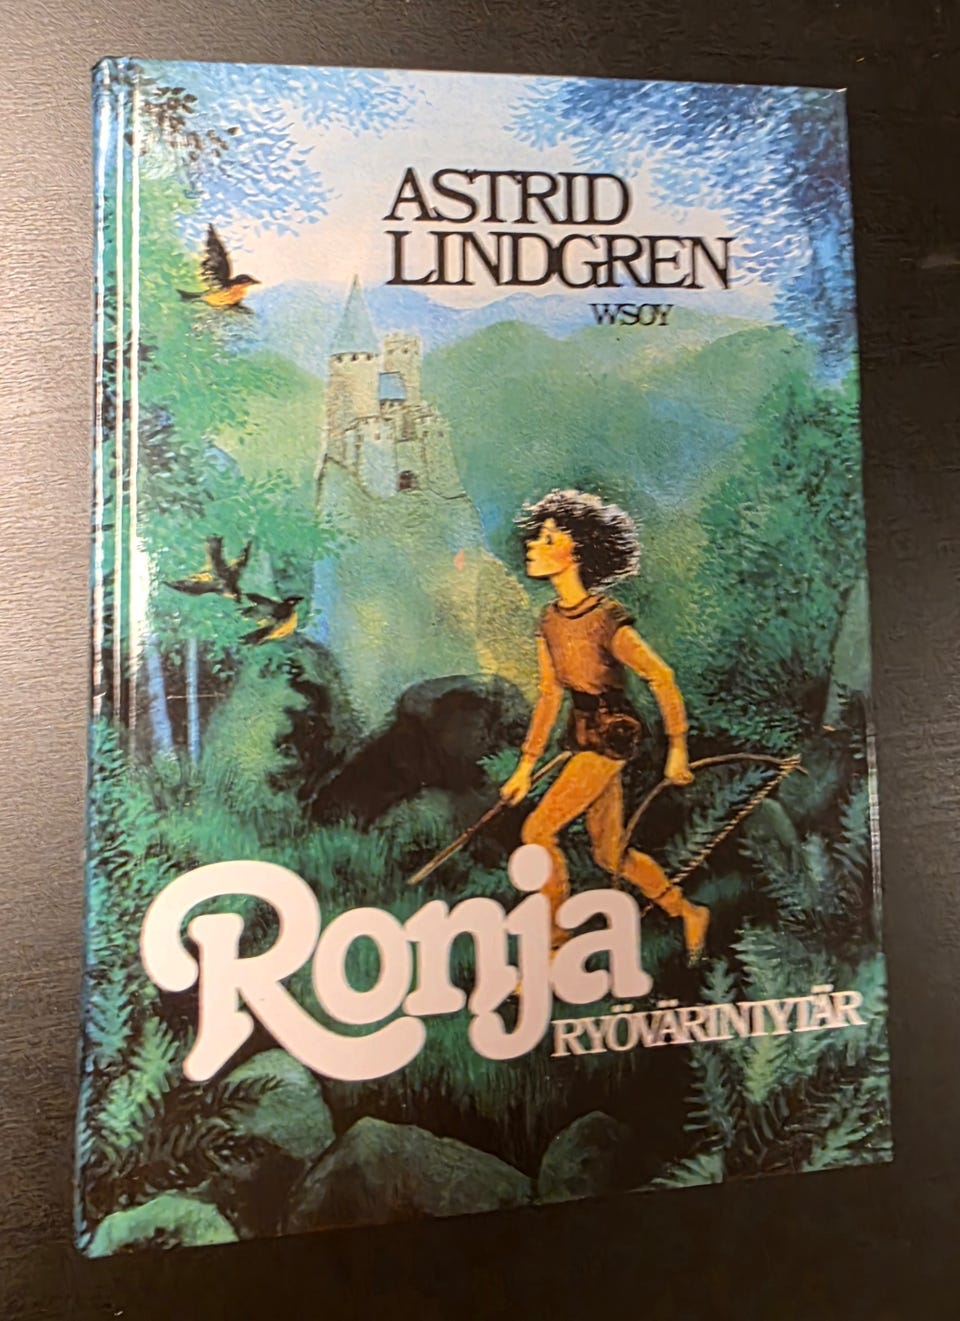 ASTRID
LINDGREN
WSOY
Ronja
RYÖVÄRINTYTÄR